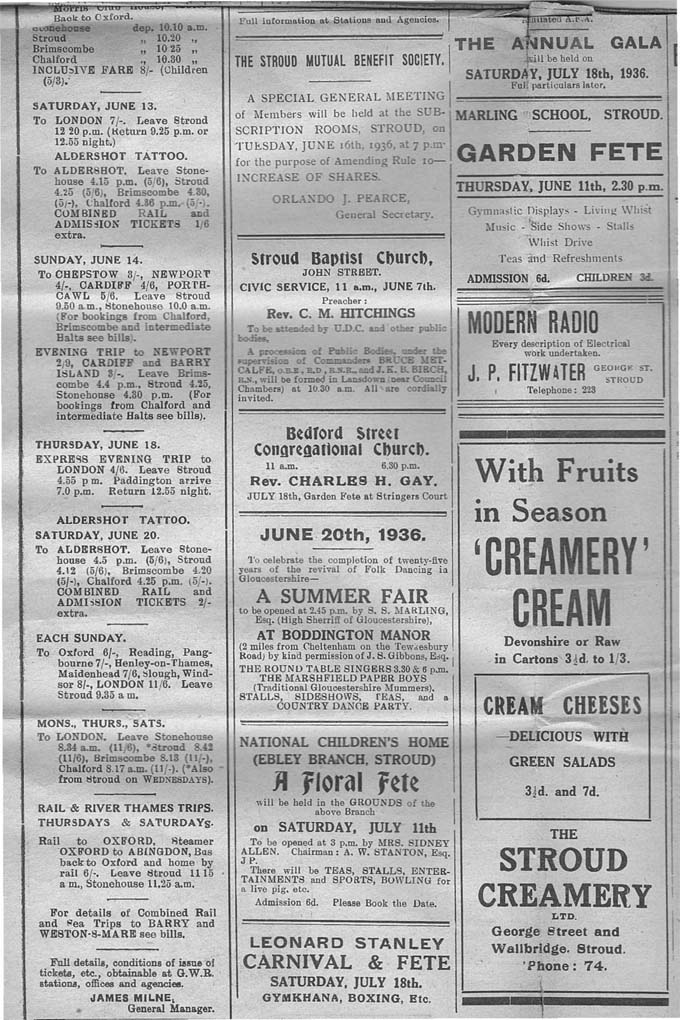 Morris Club House,
Back to Oxford.
dep. 10.10 a.m.
Stroud „ 10.20 „
Brimscombe „ 10 25 „
Chalford „ 10.30 „
INCLUSIVE FARE 8/- (Children
(5/3).
SATURDAY, JUNE 13.
To LONDON 7/-. Leave Stroud
12 20 p.m. (Return 9.25 p.m. or
12.55 night.)
ALDERSHOT TATTOO.
To ALDERSHOT. Leave Stone-
house 4.15 p.m. (5/6), Stroud
4.25 (5/6), Brimscombe 4.30,
(5/-), Chalford 4.36 p.m. (5/-).
COMBINED RAIL and
ADMISSION TICKETS 1/6
extra.
SUNDAY, JUNE 14.
To CHEPSTOW 3/-, NEWPORT
4/-, CARDIFF 4/6, PORTH-
CAWL 5/6. Leave Stroud
9.50 a.m., Stonehouse 10.0 a.m.
(For bookings from Chalford,
Brimscombe and intermediate
Halts see bills).
EVENING TRIP to NEWPORT
2/9, CARDIFF and BARRY
ISLAND 3/-. Leave Brims-
combe 4.4 p.m., Stroud 4.25,
Stonehouse 4.30 p.m. (For
bookings from Chalford and
intermediate Halts see bills).
THURSDAY, JUNE 18.
EXPRESS EVENING TRIP to
LONDON 4/6. Leave Stroud
4.55 p m. Paddington arrive
7.0 p.m. Return 12.55 night.
ALDERSHOT TATTOO.
SATURDAY, JUNE 20.
To ALDERSHOT. Leave Stone-
house 4.5 p.m. (5/6), Stroud
4.12 (5/6), Brimscombe 4.20
(5/-), Chalford 4.25 p.m. (5/-).
COMBINED RAIL and
ADMISSION TICKETS 2/-
extra.
EACH SUNDAY.
To Oxford 6/-, Reading, Pang-
bourne 7/-, Henley-on-Thames,
Maidenhead 7/6, Slough, Wind-
sor 8/-, LONDON 11/6. Leave
Stroud 9.35 a m.
MONS., THURS., SATS.
To LONDON. Leave Stonehouse
8.34 a.m. (11/6), *Stroud 8.42
(11/6), Brimscombe 8.13 (11/-),
Chalford 8.17 a.m. (11/-). (*Also
from Stroud on WEDNESDAYS).
RAIL & RIVER THAMES TRIPS.
THURSDAYS & SATURDAYS.
Rail to OXFORD, Steamer
OXFORD to ABINGDON, Bus
back to Oxford and home by
rail 6/-. Leave Stroud 11 15
a m., Stonehouse 11.25 a.m.
For details of Combined Rail
and Sea Trips to BARRY and
WESTON-S-MARE see bills.
Full details, conditions of issue of
tickets, etc., obtainable at G.W.R.
stations, offices and agencies.
JAMES MILNE,
General Manager.
Full information at Stations and Agencies.
THE STROUD MUTUAL BENEFIT SOCIETY.
A SPECIAL GENERAL MEETING
of Members will be held at the SUB-
SCRIPTION ROOMS, STROUD, on
TUESDAY, JUNE 16th, 1936, at 7 p.m.
for the purpose of Amending Rule 10—
INCREASE OF SHARES.
ORLANDO J. PEARCE,
General Secretary.
Stroud Baptist Church,
JOHN STREET.
CIVIC SERVICE, 11 a.m., JUNE 7th.
Preacher :
Rev. C. M. HITCHINGS
To be attended by U.D.C. and other public
bodies.
A procession of Public Bodies, under the
supervision of Commanders BRUCE MET-
CALFE, O.B.E., R.D., R.N.R., and J. K. B. BIRCH,
R.N., will be formed in Lansdown (near Council
Chambers) at 10.30 a.m. All are cordially
invited.
Bedford Street
Congregational Church.
11 a.m. 6.30 p.m.
Rev. CHARLES H. GAY.
JULY 18th, Garden Fete at Stringers Court
JUNE 20th, 1936.
To celebrate the completion of twenty-five
years of the revival of Folk Dancing in
Gloucestershire—
A SUMMER FAIR
to be opened at 2.45 p.m. by S. S. MARLING,
Esq. (High Sherriff of Gloucestershire),
AT BODDINGTON MANOR
(2 miles from Cheltenham on the Tewkesbury
Road) by kind permission of J. S. Gibbons, Esq.
THE ROUND TABLE SINGERS 3.30 & 6 p.m.
THE MARSHFIELD PAPER BOYS
(Traditional Gloucestershire Mummers).
STALLS, SIDESHOWS, TEAS, and a
COUNTRY DANCE PARTY.
NATIONAL CHILDREN'S HOME
(EBLEY BRANCH, STROUD)
A Floral Fete
will be held in the GROUNDS of the
above Branch
on SATURDAY, JULY 11th
To be opened at 3 p.m. by MRS. SIDNEY
ALLEN. Chairman : A. W. STANTON, Esq.
J P.
There will be TEAS, STALLS, ENTER-
TAINMENTS and SPORTS, BOWLING for
a live pig, etc.
Admission 6d. Please Book the Date.
LEONARD STANLEY
CARNIVAL & FETE
SATURDAY, JULY 18th.
GYMKHANA, BOXING, Etc.
A.F.A.
THE ANNUAL GALA
will be held on
SATURDAY, JULY 18th, 1936.
Full particulars later.
MARLING SCHOOL, STROUD.
GARDEN FETE
THURSDAY, JUNE 11th, 2.30 p.m.
Gymnastic Displays - Living Whist
Music - Side Shows - Stalls
Whist Drive
Teas and Refreshments
ADMISSION 6d. CHILDREN 3d.
MODERN RADIO
Every description of Electrical
work undertaken.
J. P. FITZWATER GEORGE ST. STROUD
Telephone : 223
With Fruits
in Season
'CREAMERY'
CREAM
Devonshire or Raw
in Cartons 3½d. to 1/3.
CREAM CHEESES
—DELICIOUS WITH
GREEN SALADS
3½d. and 7d.
THE
STROUD
CREAMERY
LTD.
George Street and
Wallbridge. Stroud.
'Phone : 74.